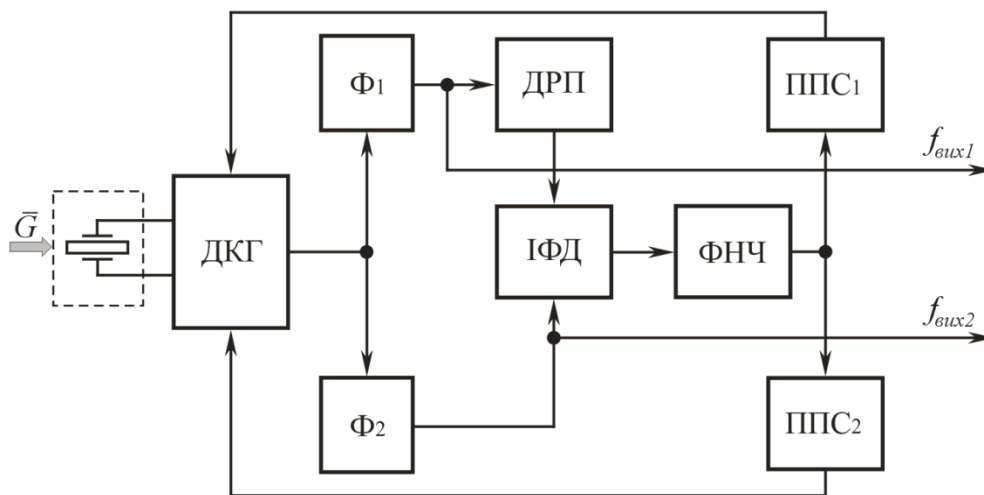 Ф1
ДРП
ППС1
fвих1
G̅
ДКГ
ІФД
ФНЧ
fвих2
Ф2
ППС2